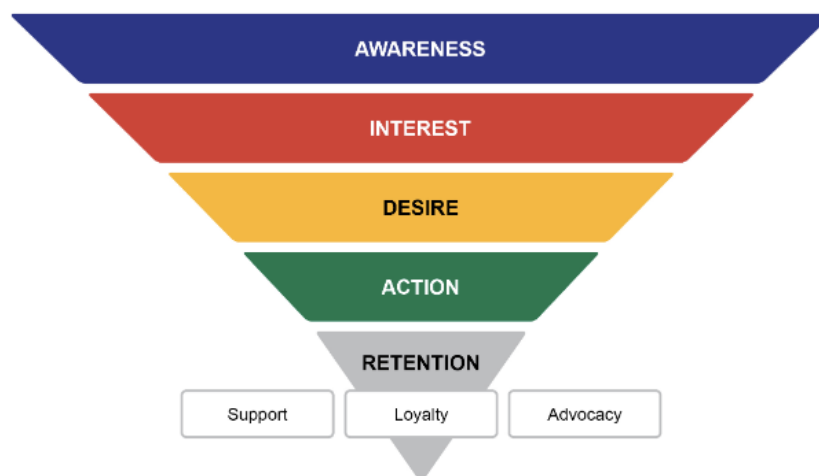 AWARENESS
INTEREST
DESIRE
ACTION
RETENTION
Support Loyalty Advocacy